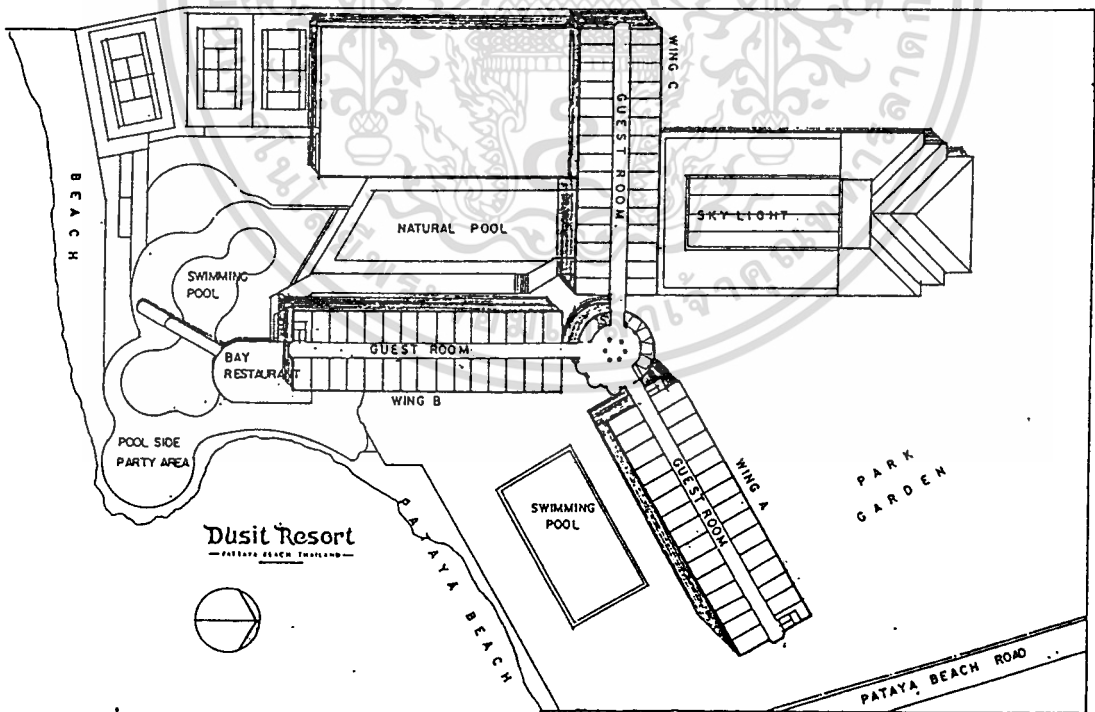 WING C
GUEST ROOM
BEACH
NATURAL POOL
SKY LIGHT
SWIMMING
POOL
GUEST ROOM
BAY
RESTAURANT
WING B
POOL SIDE
PARTY AREA
WING A
GUEST ROOM
PARK
GARDEN
SWIMMING
POOL
Dusit Resort
PATTAYA BEACH THAILAND
PATAYA BEACH
PATAYA BEACH ROAD